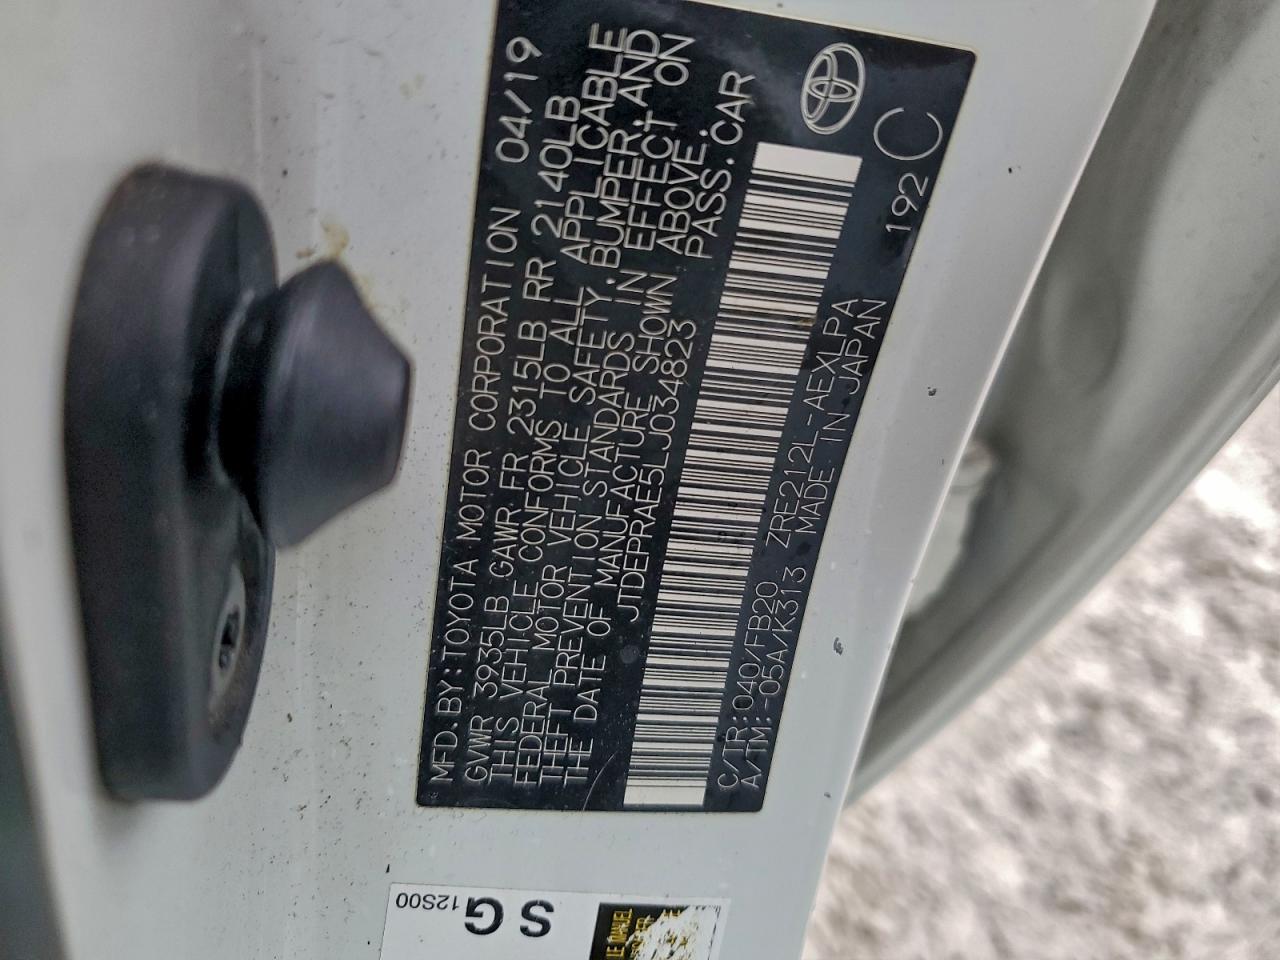 MFD.BY:TOYOTA MOTOR CORPORATION 04/19
GVWR 3935LB GAWR FR 2315LB RR 2140LB
THIS VEHICLE CONFORMS TO ALL APPLICABLE
FEDERAL MOTOR VEHICLE SAFETY, BUMPER, AND
THEFT PREVENTION STANDARDS IN EFFECT ON
THE DATE OF MANUFACTURE SHOWN ABOVE.
JTDEPRAE5LJ034823 PASS.CAR
C/TR:040/FB20 ZRE212L-AEXLPA
A/TM:-05A/K313 MADE IN JAPAN
192 C
S G
12S00